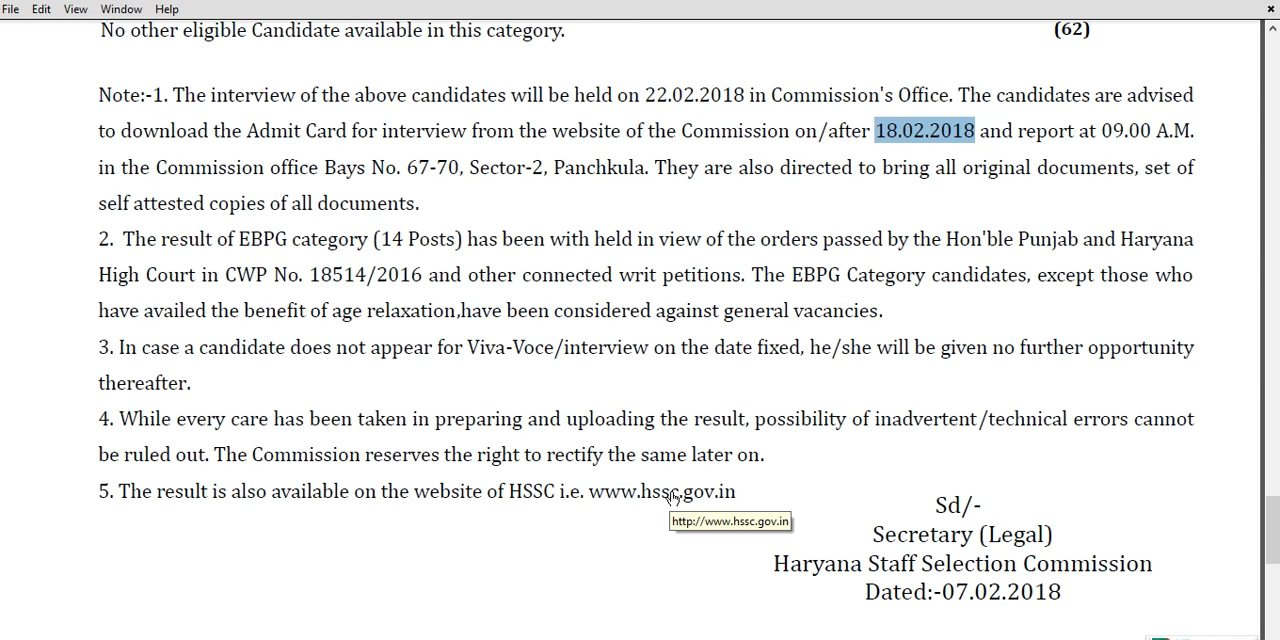 File Edit View Window Help
No other eligible Candidate available in this category. (62)
Note:-1. The interview of the above candidates will be held on 22.02.2018 in Commission's Office. The candidates are advised
to download the Admit Card for interview from the website of the Commission on/after 18.02.2018 and report at 09.00 A.M.
in the Commission office Bays No. 67-70, Sector-2, Panchkula. They are also directed to bring all original documents, set of
self attested copies of all documents.
2. The result of EBPG category (14 Posts) has been with held in view of the orders passed by the Hon'ble Punjab and Haryana
High Court in CWP No. 18514/2016 and other connected writ petitions. The EBPG Category candidates, except those who
have availed the benefit of age relaxation,have been considered against general vacancies.
3. In case a candidate does not appear for Viva-Voce/interview on the date fixed, he/she will be given no further opportunity
thereafter.
4. While every care has been taken in preparing and uploading the result, possibility of inadvertent/technical errors cannot
be ruled out. The Commission reserves the right to rectify the same later on.
5. The result is also available on the website of HSSC i.e. www.hssc.gov.in
http://www.hssc.gov.in
Sd/-
Secretary (Legal)
Haryana Staff Selection Commission
Dated:-07.02.2018